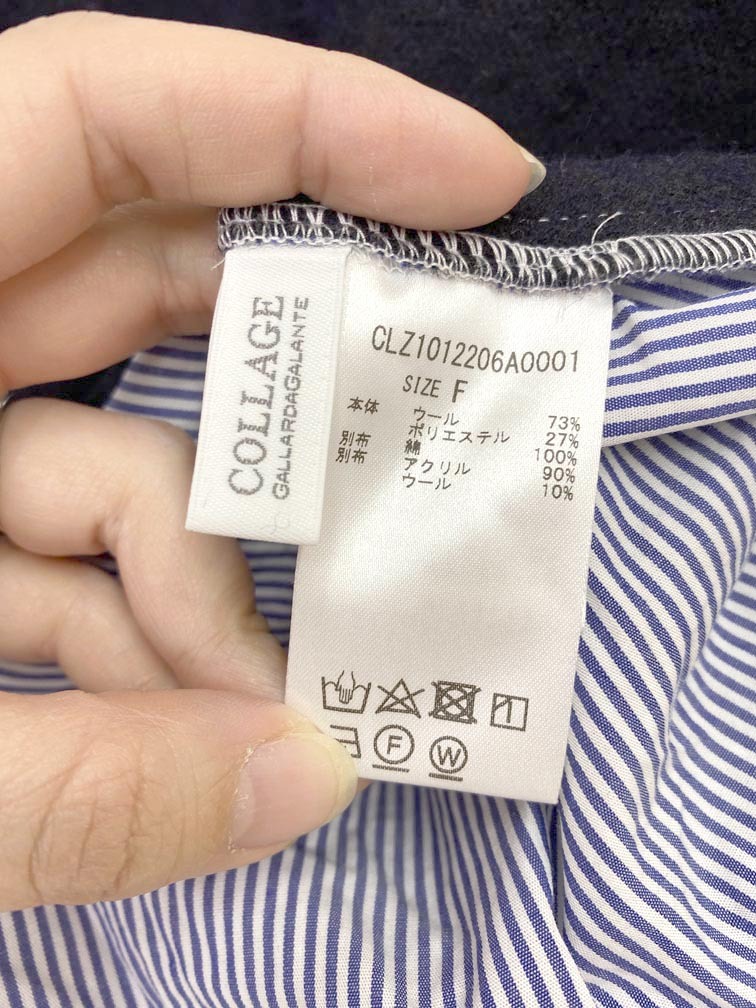 COLLAGE
GALLARDAGALANTE
CLZ1012206A0001
SIZE F
本体 ウール 73%
ポリエステル 27%
別布 綿 100%
別布 アクリル 90%
ウール 10%
F W